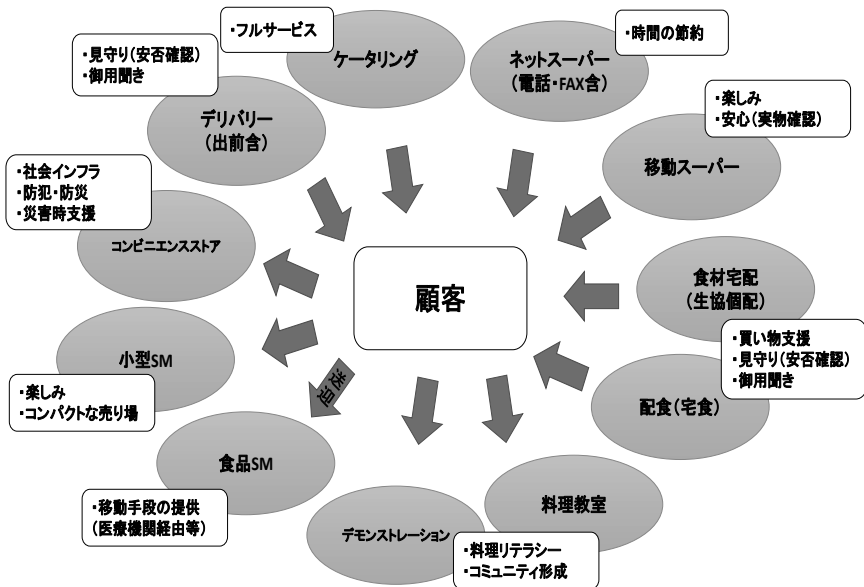 ・フルサービス
ケータリング
ネットスーパー
(電話・FAX含)
・時間の節約
・見守り(安否確認)
・御用聞き
デリバリー
(出前含)
・楽しみ
・安心(実物確認)
移動スーパー
・社会インフラ
・防犯・防災
・災害時支援
コンビニエンスストア
顧客
食材宅配
(生協個配)
・買い物支援
・見守り(安否確認)
・御用聞き
小型SM
・楽しみ
・コンパクトな売り場
送迎
配食(宅食)
食品SM
・移動手段の提供
(医療機関経由等)
デモンストレーション
料理教室
・料理リテラシー
・コミュニティ形成